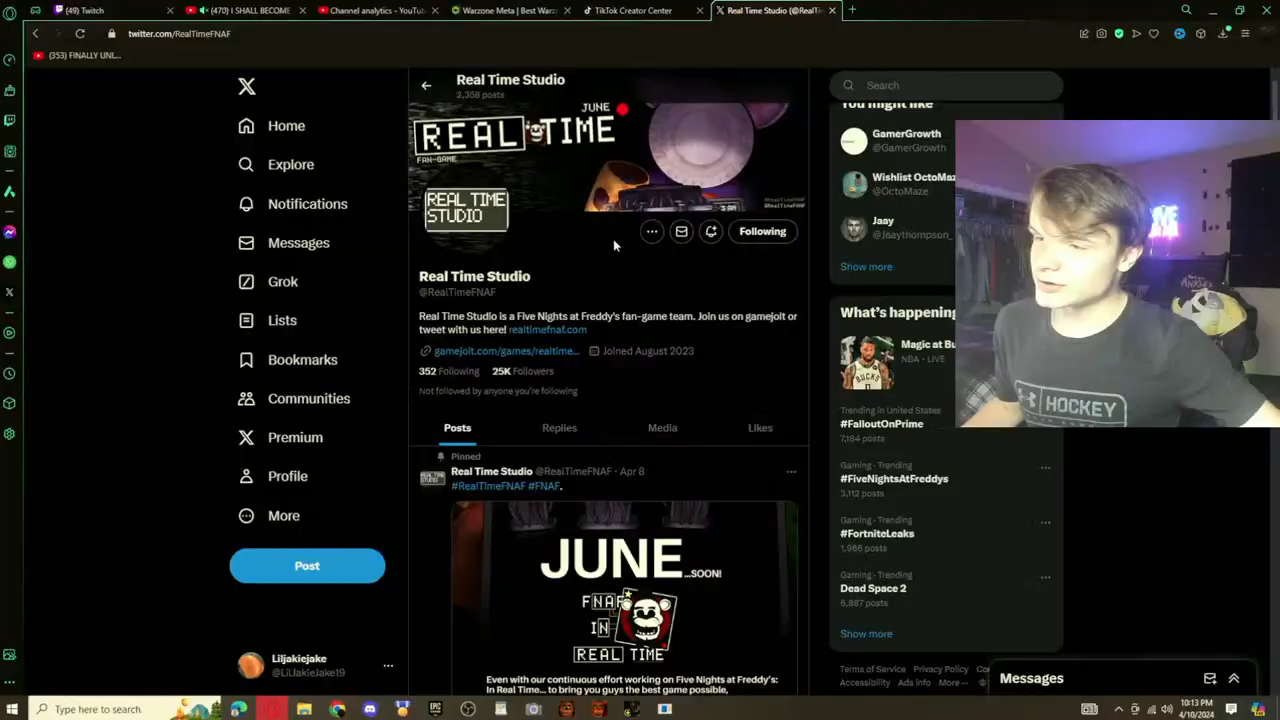 (49) Twitch
(470) I SHALL BECOME
Channel analytics - YouTu
Warzone Meta | Best Warz
TikTok Creator Center
Real Time Studio (@RealTi
twitter.com/RealTimeFNAF
(353) FINALLY UNL...
Real Time Studio
2,358 posts
JUNE
REAL TIME
FAN-GAME
REAL TIME
STUDIO
Following
Real Time Studio
@RealTimeFNAF
Real Time Studio is a Five Nights at Freddy's fan-game team. Join us on gamejolt or
tweet with us here! realtimefnaf.com
gamejolt.com/games/realtime... Joined August 2023
352 Following 25K Followers
Not followed by anyone you're following
Posts Replies Media Likes
Pinned
Real Time Studio @RealTimeFNAF · Apr 8
#RealTimeFNAF #FNAF.
JUNE...SOON!
FNAF
IN
REAL TIME
Even with our continuous effort working on Five Nights at Freddy's:
In Real Time... to bring you guys the best game possible,
X
Home
Explore
Notifications
Messages
Grok
Lists
Bookmarks
Communities
Premium
Profile
More
Post
Liljakiejake
@LilJakieJake19
Search
You might like
GamerGrowth
@GamerGrowth
Wishlist OctoMaz
@OctoMaze
Jaay
@Jaaythompson_
Show more
What's happening
Magic at Bu
NBA - LIVE
Trending in United States
#FalloutOnPrime
7,184 posts
Gaming · Trending
#FiveNightsAtFreddys
3,112 posts
Gaming · Trending
#FortniteLeaks
1,966 posts
Gaming · Trending
Dead Space 2
6,887 posts
Show more
Terms of Service Privacy Policy Co
Accessibility Ads info More
Messages
HOCKEY
Type here to search
10:13 PM
4/10/2024